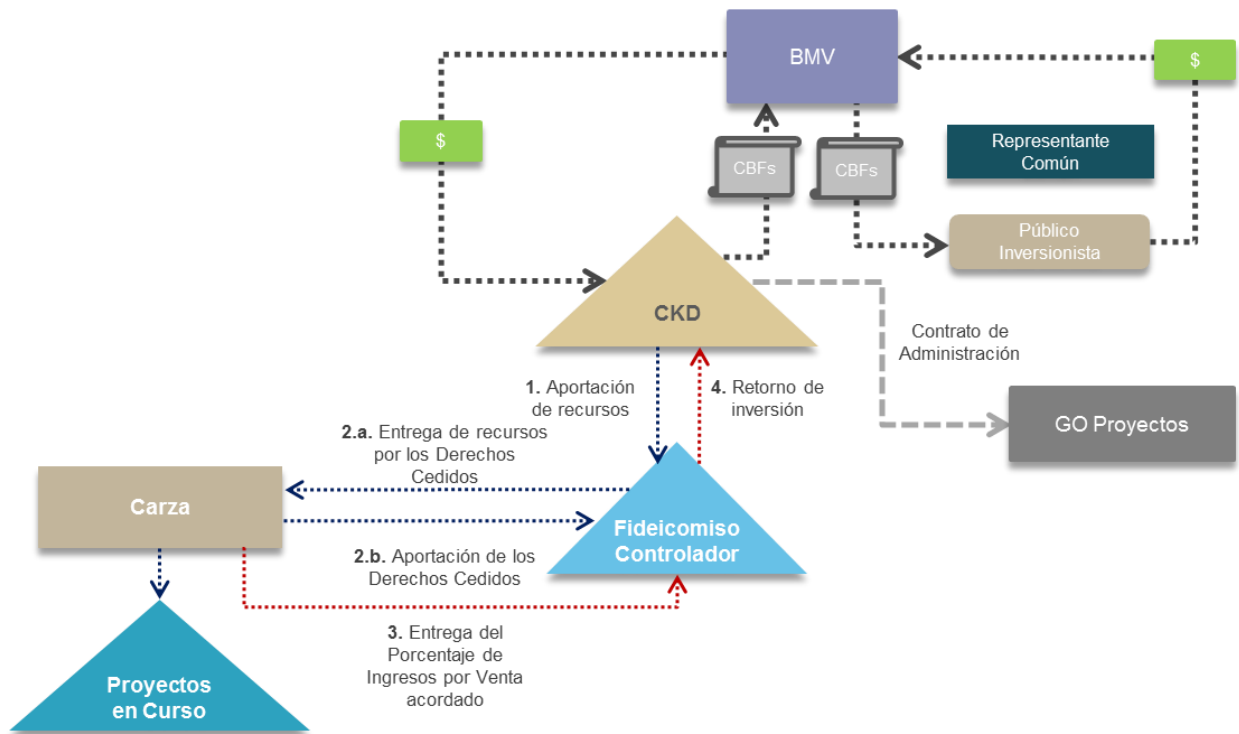 BMV
$
$
CBFs
CBFs
Representante
Común
Público
Inversionista
CKD
Contrato de
Administración
1. Aportación
de recursos
4. Retorno de
inversión
GO Proyectos
2.a. Entrega de recursos
por los Derechos
Cedidos
Carza
Fideicomiso
Controlador
2.b. Aportación de los
Derechos Cedidos
3. Entrega del
Porcentaje de
Ingresos por Venta
acordado
Proyectos
en Curso